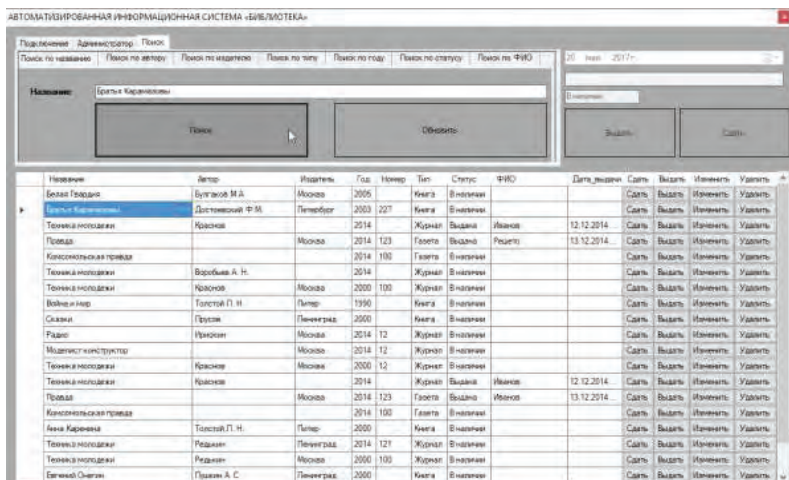 АВТОМАТИЗИРОВАННАЯ ИНФОРМАЦИОННАЯ СИСТЕМА «БИБЛИОТЕКА»
Подключение Администратор Поиск
Поиск по названию Поиск по автору Поиск по издателю Поиск по типу Поиск по году Поиск по статусу Поиск по ФИО
20 2017 г.
Название Братья Карамазовы
В наличии
Поиск Обновить Выдать Сдать
Название Автор Издатель Год Номер Тип Статус ФИО Дата_выдачи Сдать Выдать Изменить Удалить
Белая Гвардия Булгаков М.А. Москва 2005 Книга В наличии Сдать Выдать Изменить Удалить
Братья Карамазовы Достоевский Ф.М. Петербург 2003 227 Книга В наличии Сдать Выдать Изменить Удалить
Техника молодежи Краснов 2014 Журнал Выдана Иванов 12.12.2014 ... Сдать Выдать Изменить Удалить
Правда Москва 2014 123 Газета Выдана Решето 13.12.2014 ... Сдать Выдать Изменить Удалить
Комсомольская правда 2014 100 Газета В наличии Сдать Выдать Изменить Удалить
Техника молодежи Воробьев А. Н. 2014 Журнал В наличии Сдать Выдать Изменить Удалить
Техника молодежи Краснов Москва 2000 100 Журнал В наличии Сдать Выдать Изменить Удалить
Война и мир Толстой Л. Н. Питер 1990 Книга В наличии Сдать Выдать Изменить Удалить
Сказки Ленинград 2000 Книга В наличии Сдать Выдать Изменить Удалить
Радио Москва 2014 12 Журнал В наличии Сдать Выдать Изменить Удалить
Моделист конструктор Москва 2014 12 Журнал В наличии Сдать Выдать Изменить Удалить
Техника молодежи Краснов Москва 2000 12 Журнал В наличии Сдать Выдать Изменить Удалить
Техника молодежи Краснов 2014 Журнал Выдана Иванов 12.12.2014 ... Сдать Выдать Изменить Удалить
Правда Москва 2014 123 Газета Выдана Иванов 13.12.2014 ... Сдать Выдать Изменить Удалить
Комсомольская правда 2014 100 Газета В наличии Сдать Выдать Изменить Удалить
Анна Каренина Толстой Л. Н. Питер 2000 Книга В наличии Сдать Выдать Изменить Удалить
Техника молодежи Редькин Ленинград 2014 121 Журнал В наличии Сдать Выдать Изменить Удалить
Техника молодежи Редькин Москва 2000 100 Журнал В наличии Сдать Выдать Изменить Удалить
Евгений Онегин Пушкин А. С. Ленинград 2000 Книга В наличии Сдать Выдать Изменить Удалить